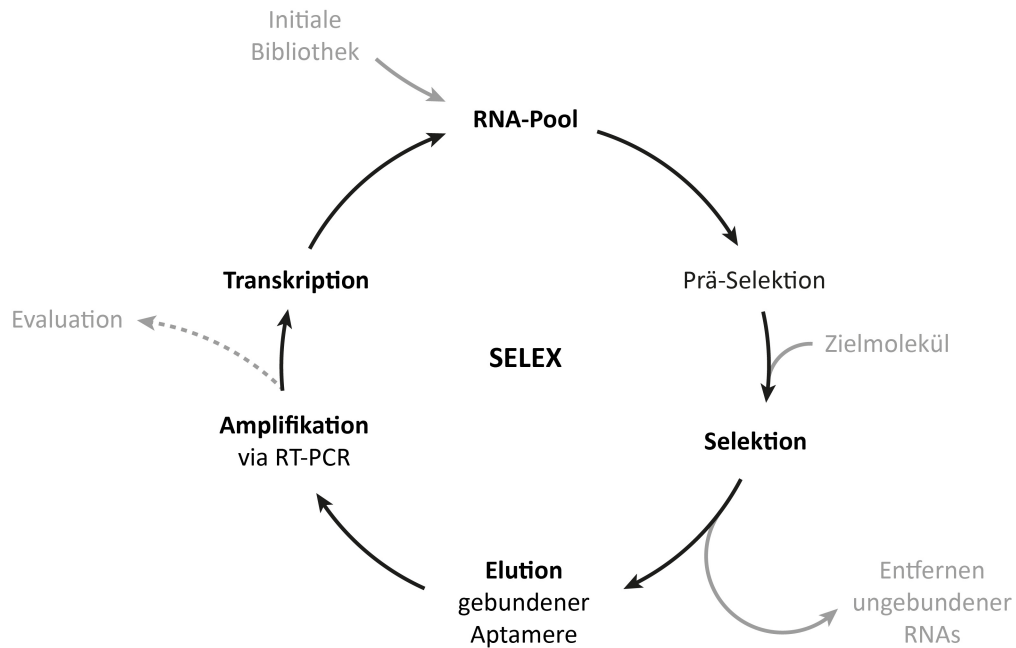 Initiale
Bibliothek
RNA-Pool
Transkription
Prä-Selektion
Evaluation
Zielmolekül
SELEX
Amplifikation
via RT-PCR
Selektion
Elution
gebundener
Aptamere
Entfernen
ungebundener
RNAs